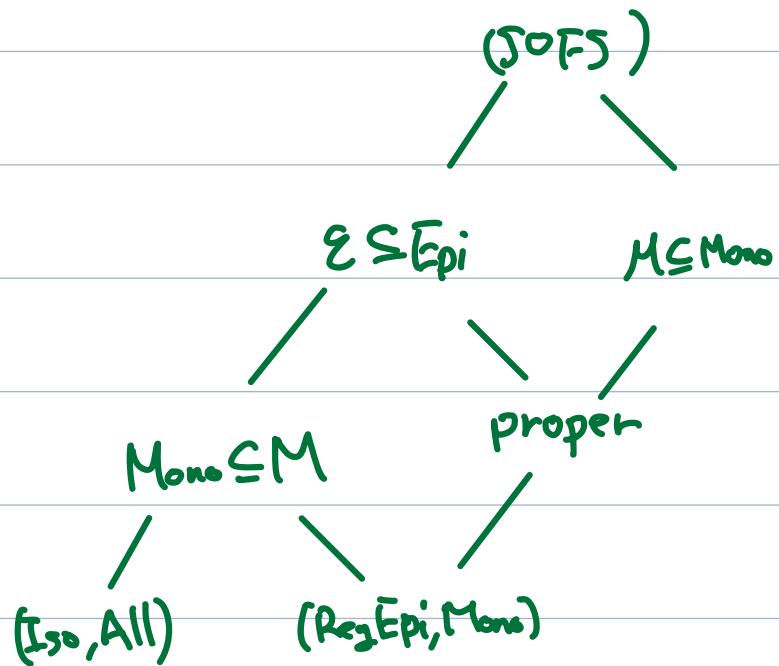 (SOFS)
ℰ ⊆ Epi
M ⊆ Mono
proper
Mono ⊆ M
(Iso, All) (RegEpi, Mono)